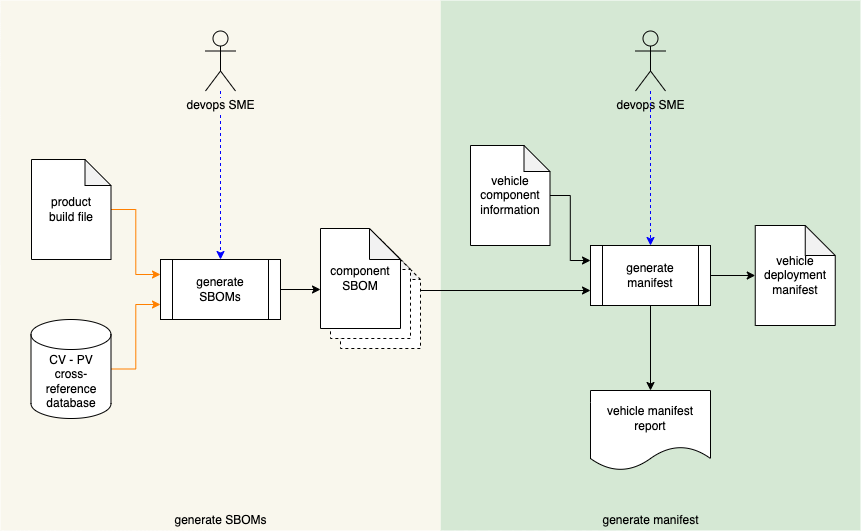 devops SME
product
build file
generate
SBOMs
component
SBOM
CV - PV
cross-
reference
database
generate SBOMs
devops SME
vehicle
component
information
generate
manifest
vehicle
deployment
manifest
vehicle manifest
report
generate manifest